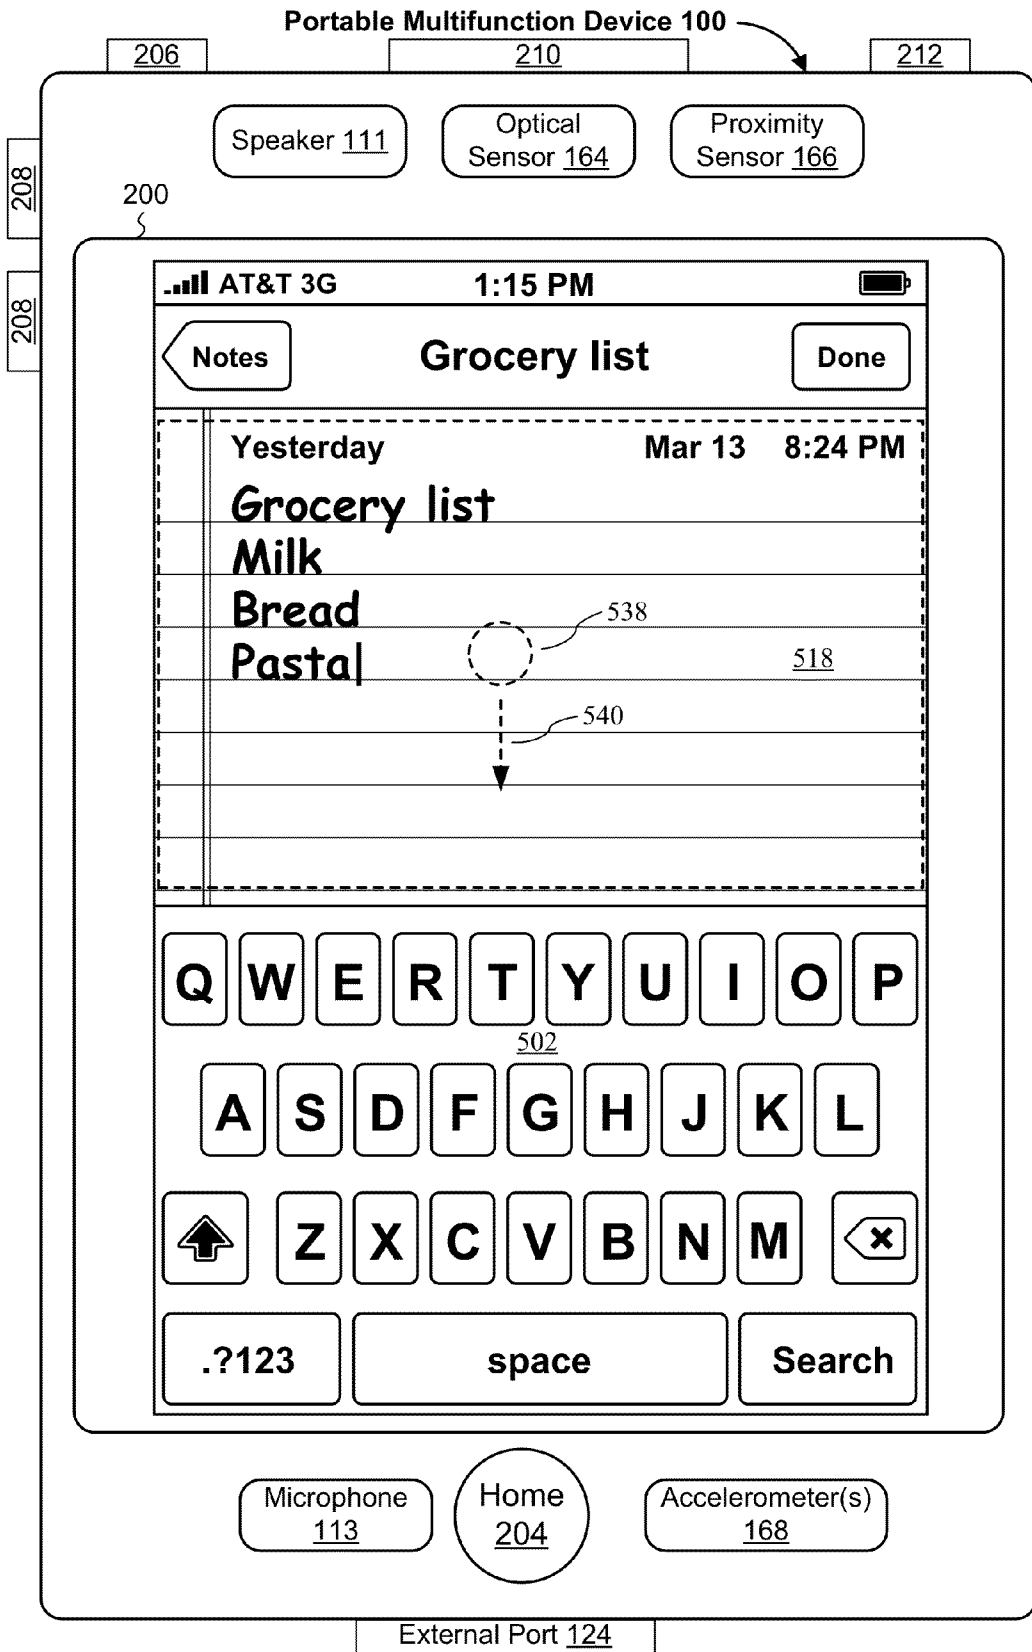 Portable Multifunction Device 100
206 210 212
Speaker 111
Optical Sensor 164
Proximity Sensor 166
208
200
208
AT&T 3G 1:15 PM
Notes Grocery list Done
Yesterday Mar 13 8:24 PM
Grocery list
Milk
Bread
538
Pasta 518
540
Q W E R T Y U I O P
502
A S D F G H J K L
Z X C V B N M
.?123 space Search
Microphone 113
Home 204
Accelerometer(s) 168
External Port 124